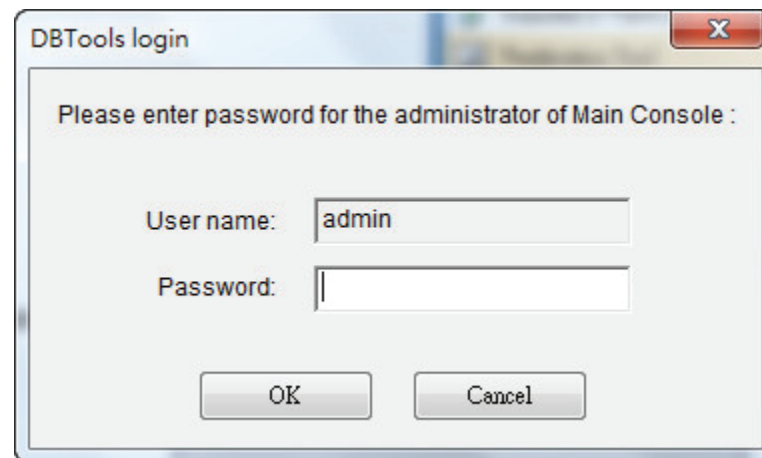 DBTools login
Please enter password for the administrator of Main Console :
User name: admin
Password:
OK Cancel